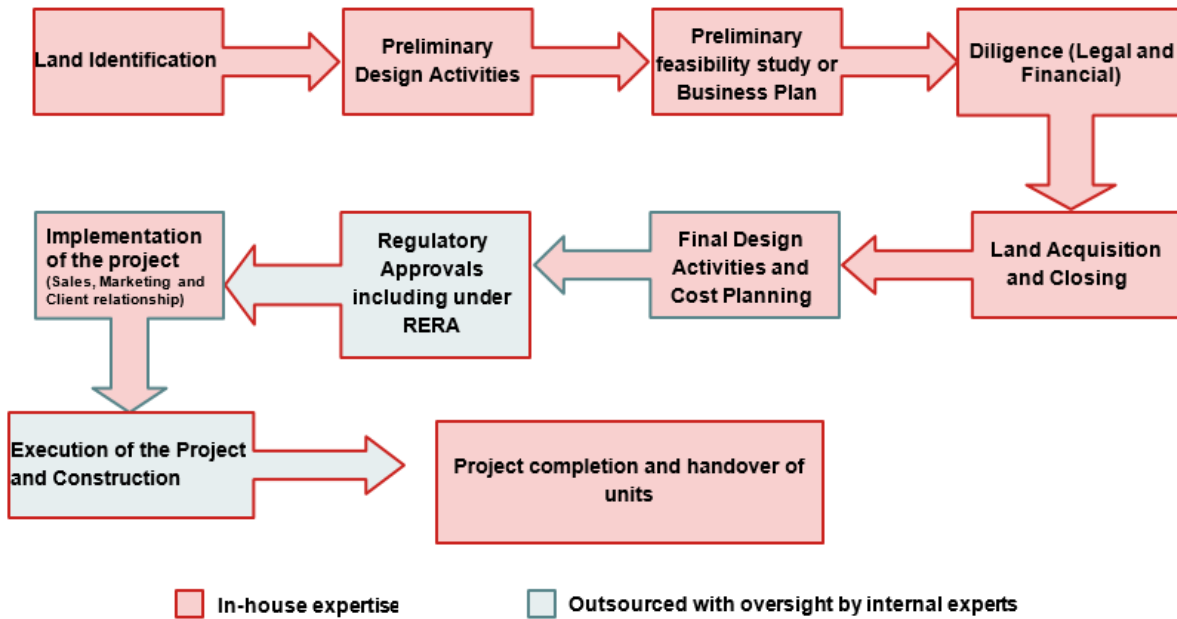 Land Identification
Preliminary
Design Activities
Preliminary
feasibility study or
Business Plan
Diligence (Legal and
Financial)
Implementation
of the project
(Sales, Marketing and
Client relationship)
Regulatory
Approvals
including under
RERA
Final Design
Activities and
Cost Planning
Land Acquisition
and Closing
Execution of the Project
and Construction
Project completion and handover of
units
In-house expertise
Outsourced with oversight by internal experts